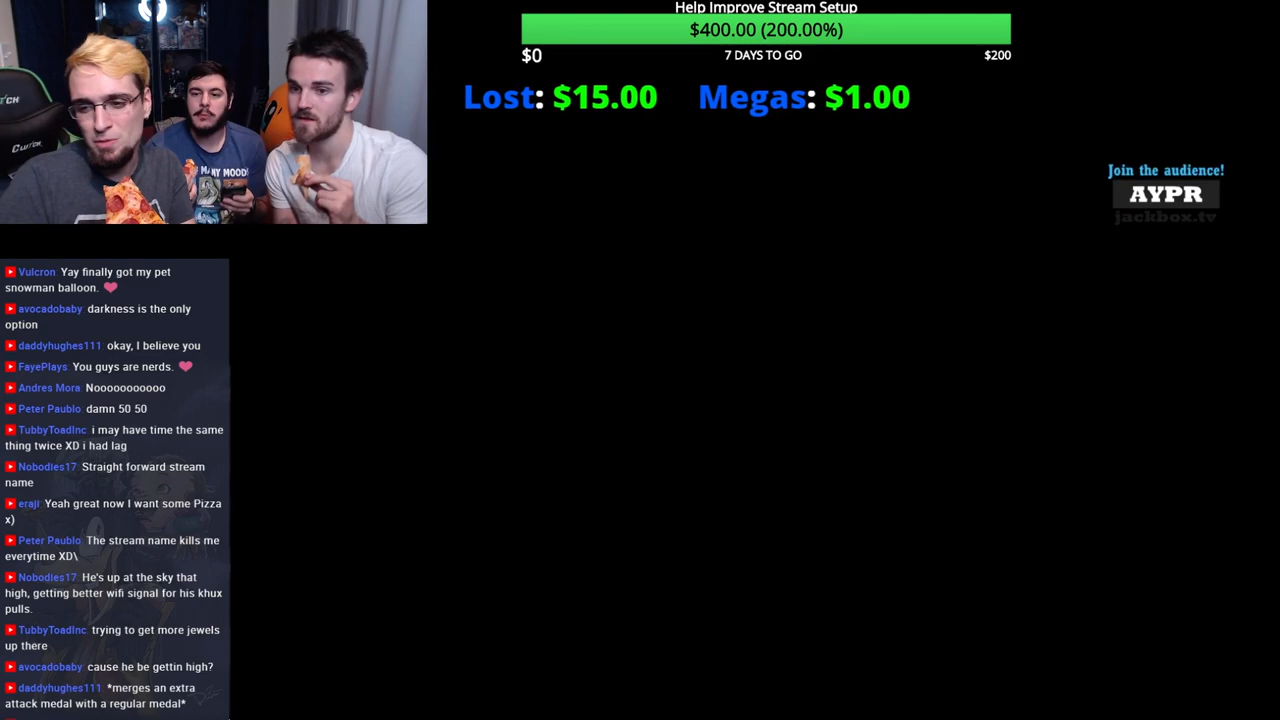 Help Improve Stream Setup
$400.00 (200.00%)
$0
7 DAYS TO GO
$200
Lost: $15.00 Megas: $1.00
Join the audience!
AYPR
jackbox.tv
CLUTCH
MANY MOOD
Vulcron: Yay finally got my pet
snowman balloon.
avocadobaby: darkness is the only
option
daddyhughes111: okay, I believe you
FayePlays: You guys are nerds.
Andres Mora: Nooooooooooo
Peter Paublo: damn 50 50
TubbyToadInc: i may have time the same
thing twice XD i had lag
Nobodies17: Straight forward stream
name
eraji: Yeah great now I want some Pizza
x)
Peter Paublo: The stream name kills me
everytime XD\
Nobodies17: He's up at the sky that
high, getting better wifi signal for his khux
pulls.
TubbyToadInc: trying to get more jewels
up there
avocadobaby: cause he be gettin high?
daddyhughes111: *merges an extra
attack medal with a regular medal*